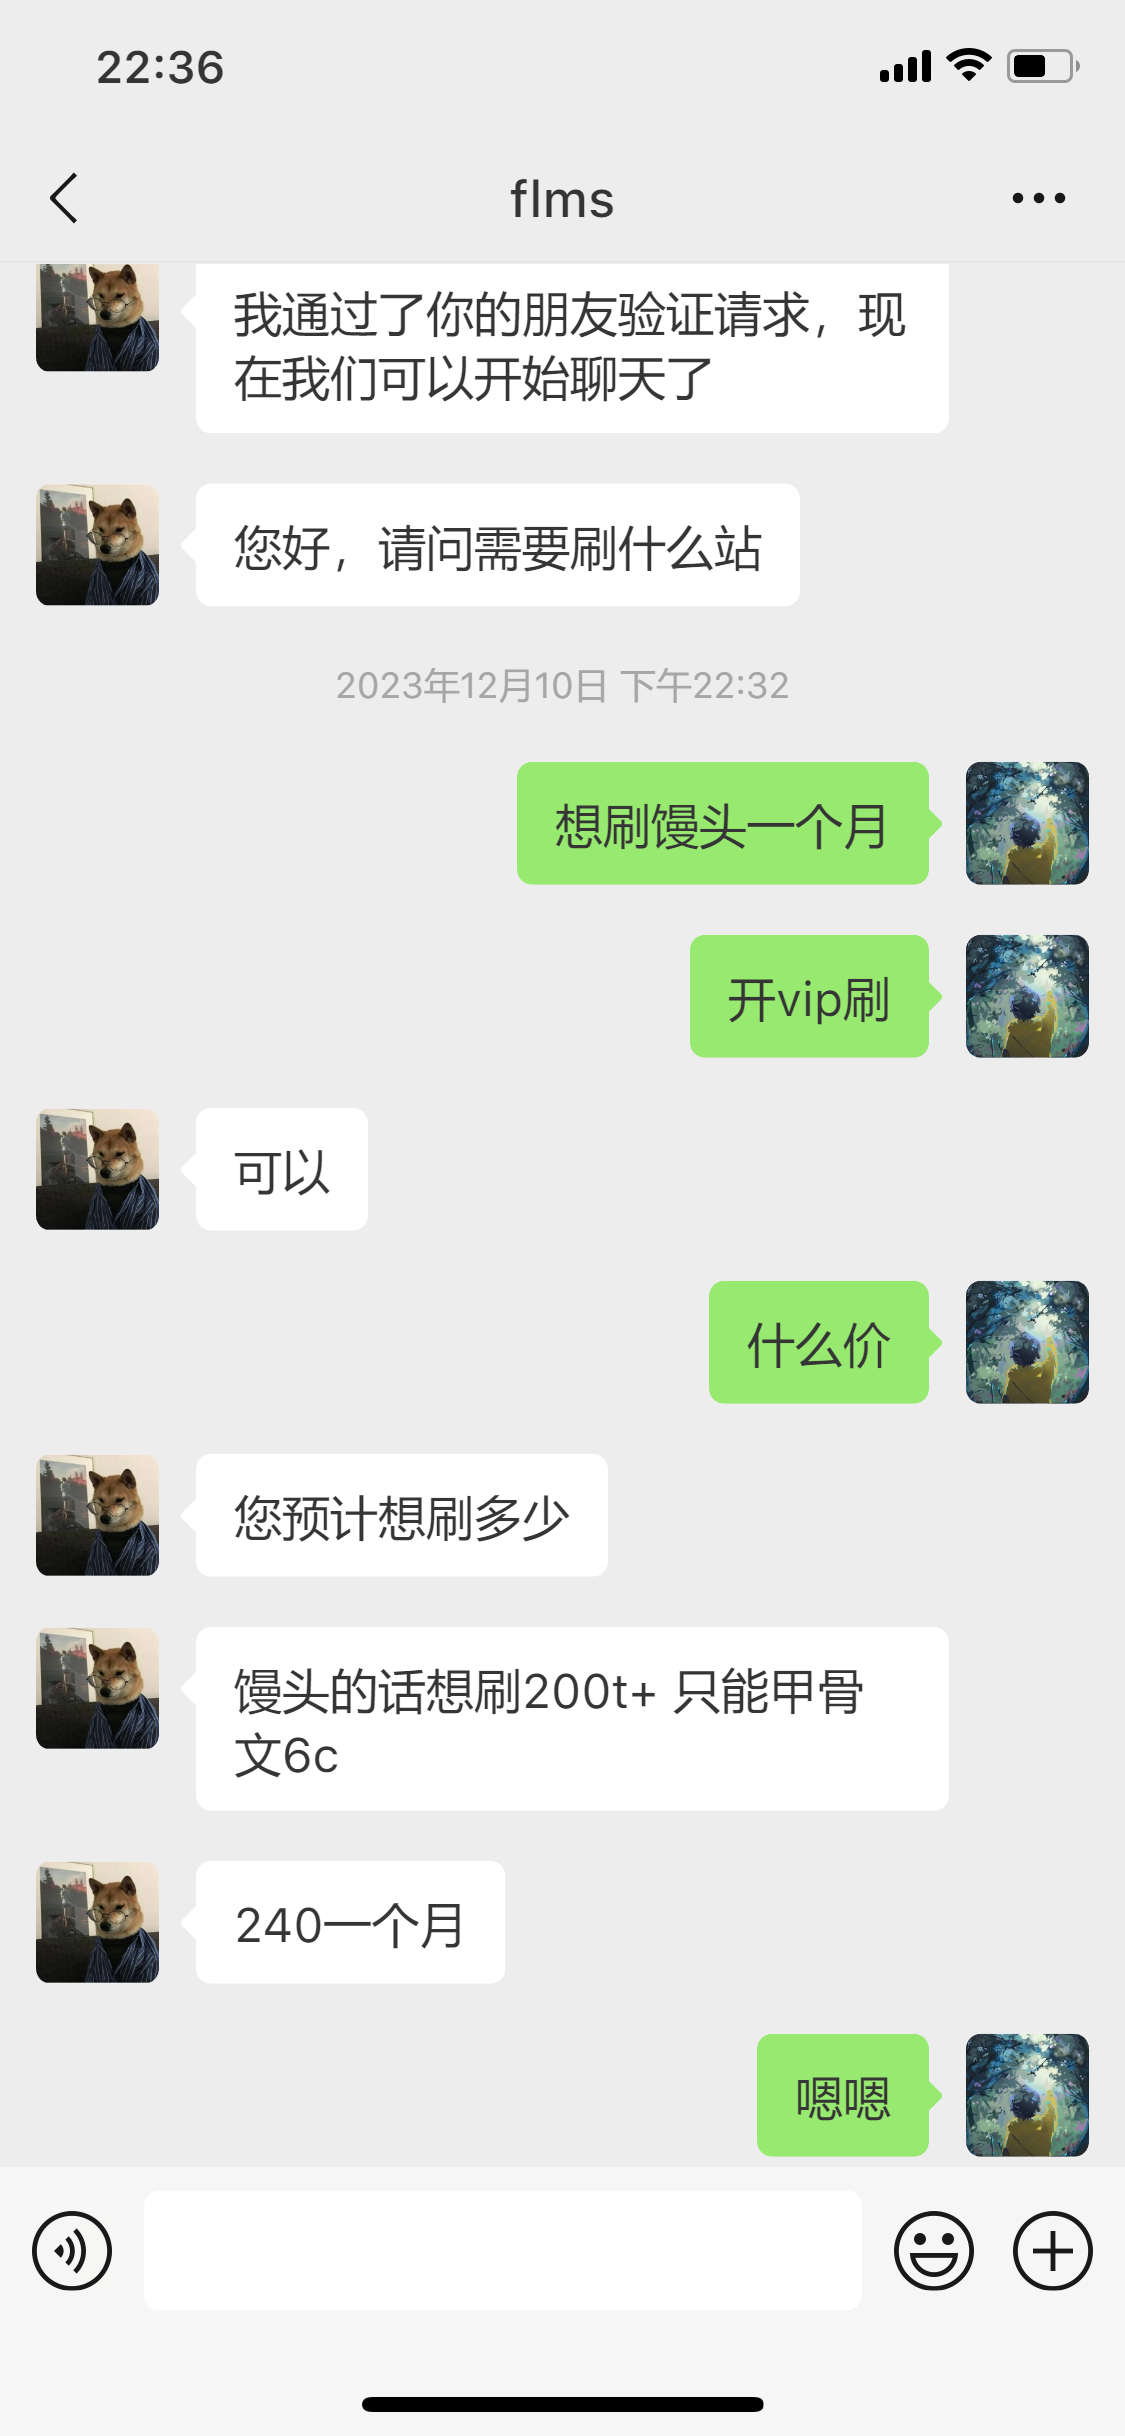 22:36
flms
我通过了你的朋友验证请求，现
在我们可以开始聊天了
您好，请问需要刷什么站
2023年12月10日 下午22:32
想刷馒头一个月
开vip刷
可以
什么价
您预计想刷多少
馒头的话想刷200t+ 只能甲骨
文6c
240一个月
嗯嗯